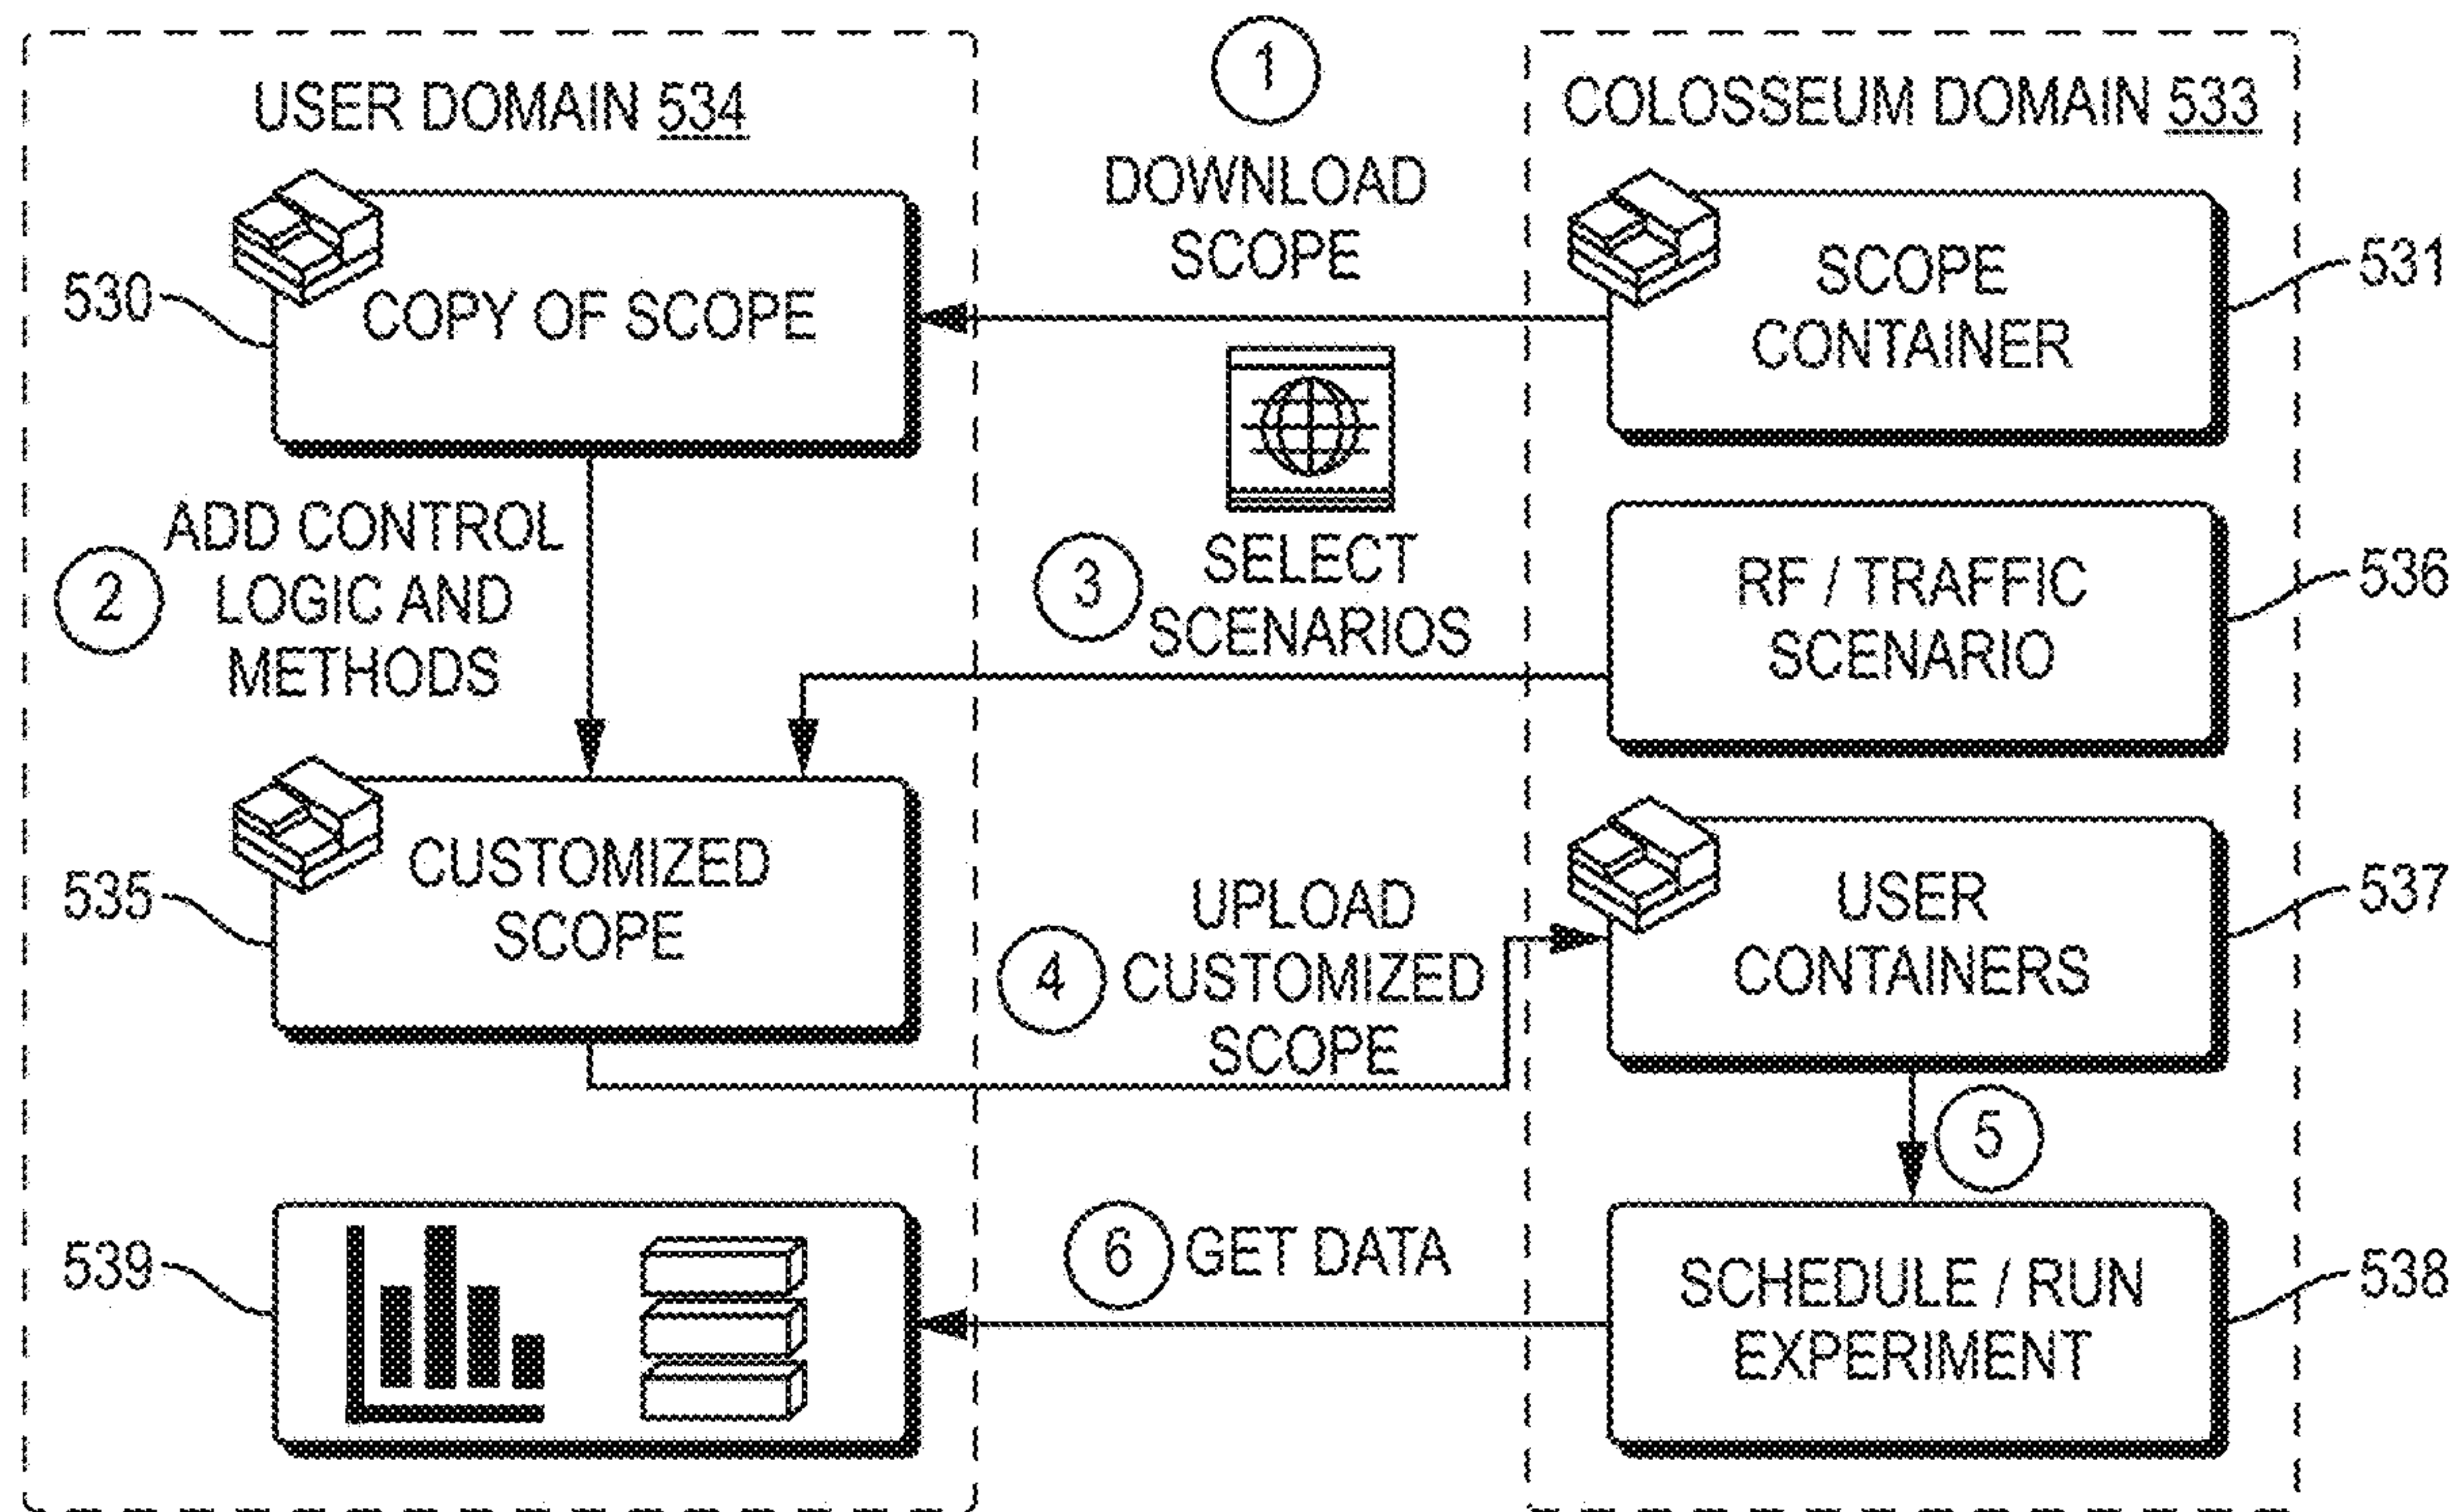 USER DOMAIN 534
1
COLOSSEUM DOMAIN 533
DOWNLOAD
SCOPE
530
COPY OF SCOPE
SCOPE
CONTAINER
531
2
ADD CONTROL
LOGIC AND
METHODS
3
SELECT
SCENARIOS
RF / TRAFFIC
SCENARIO
536
535
CUSTOMIZED
SCOPE
4
UPLOAD
CUSTOMIZED
SCOPE
USER
CONTAINERS
537
5
539
6
GET DATA
SCHEDULE / RUN
EXPERIMENT
538